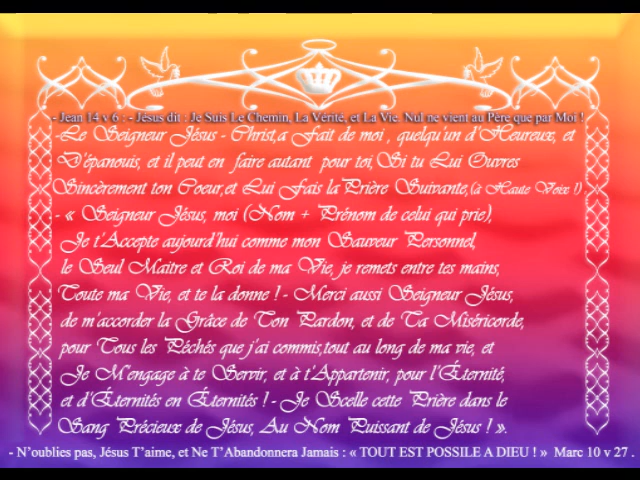 - Jean 14 v 6 : - Jésus dit : Je Suis Le Chemin, La Vérité, et La Vie. Nul ne vient au Père que par Moi !
-Le Seigneur Jésus - Christ,a Fait de moi , quelqu'un d'Heureux, et
D'épanouis, et il peut en faire autant pour toi,Si tu Lui Ouvres
Sincèrement ton Coeur,et Lui Fais la Prière Suivante,(à Haute Voix !)
- « Seigneur Jésus, moi (Nom + Prénom de celui qui prie),
Je t'Accepte aujourd'hui comme mon Sauveur Personnel,
le Seul Maitre et Roi de ma Vie, je remets entre tes mains,
Toute ma Vie, et te la donne ! - Merci aussi Seigneur Jésus,
de m'accorder la Grâce de Ton Pardon, et de Ta Miséricorde,
pour Tous les Péchés que j'ai commis,tout au long de ma vie, et
Je M'engage à te Servir, et à t'Appartenir, pour l'Éternité,
et d'Éternités en Éternités ! - Je Scelle cette Prière dans le
Sang Précieux de Jésus, Au Nom Puissant de Jésus ! ».
- N'oublies pas, Jésus T'aime, et Ne T'Abandonnera Jamais : « TOUT EST POSSILE A DIEU ! » Marc 10 v 27 .